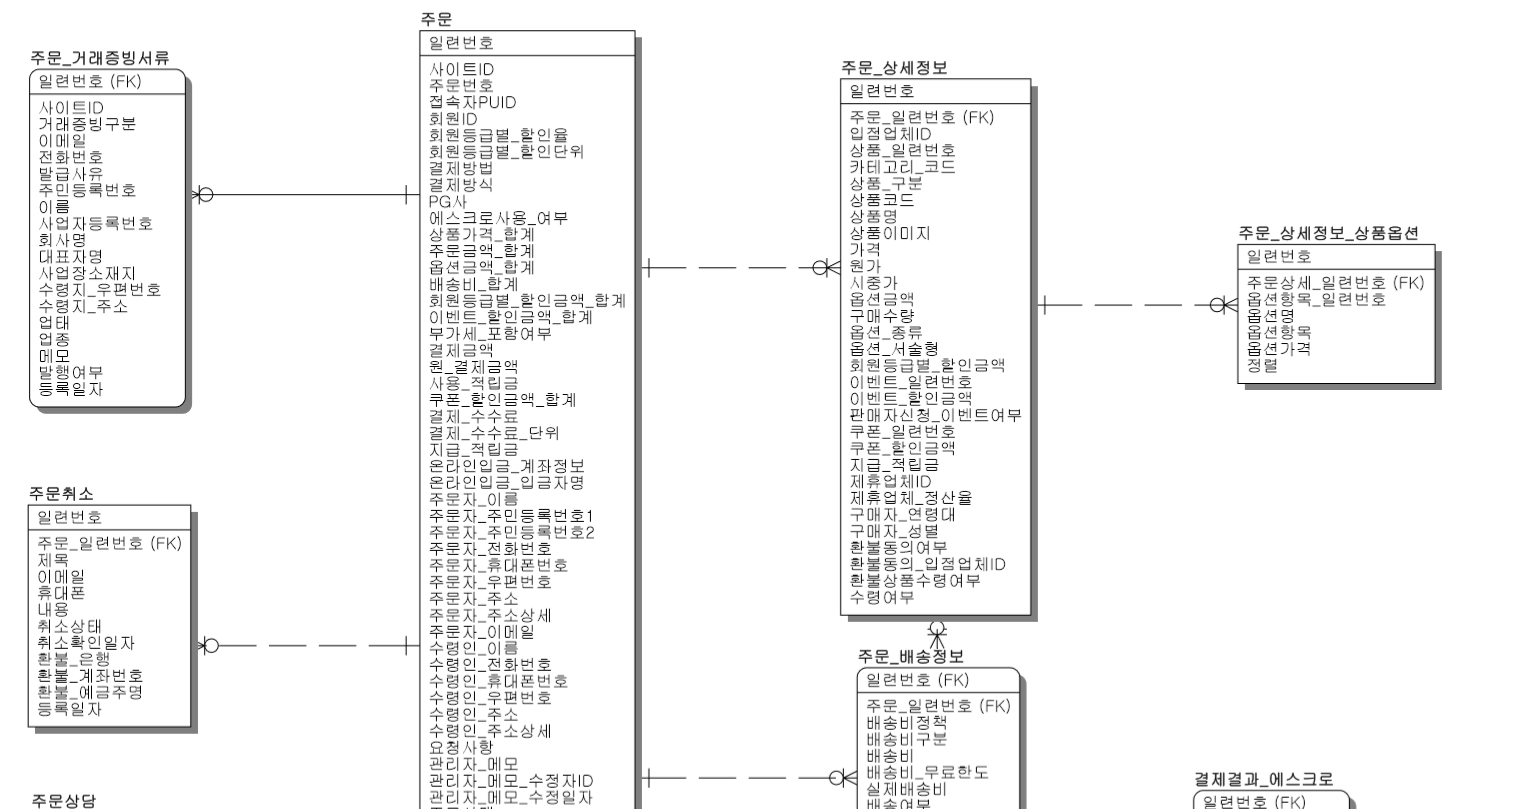 주문_거래증빙서류
일련번호 (FK)
사이트ID
거래증빙구분
이메일
전화번호
발급사유
주민등록번호
이름
사업자등록번호
회사명
대표자명
사업장소재지
수령지_우편번호
수령지_주소
업태
업종
메모
발행여부
등록일자
주문취소
일련번호
주문_일련번호 (FK)
제목
이메일
휴대폰
내용
취소상태
취소확인일자
환불_은행
환불_계좌번호
환불_예금주명
등록일자
주문상담
주문
일련번호
사이트ID
주문번호
접속자PUID
회원ID
회원등급별_할인율
회원등급별_할인단위
결제방법
결제방식
PG사
에스크로사용_여부
상품가격_합계
주문금액_합계
옵션금액_합계
배송비_합계
회원등급별_할인금액_합계
이벤트_할인금액_합계
부가세_포함여부
결제금액
원_결제금액
사용_적립금
쿠폰_할인금액_합계
결제_수수료
결제_수수료_단위
지급_적립금
온라인입금_계좌정보
온라인입금_입금자명
주문자_이름
주문자_주민등록번호1
주문자_주민등록번호2
주문자_전화번호
주문자_휴대폰번호
주문자_우편번호
주문자_주소
주문자_주소상세
주문자_이메일
수령인_이름
수령인_전화번호
수령인_휴대폰번호
수령인_우편번호
수령인_주소
수령인_주소상세
요청사항
관리자_메모
관리자_메모_수정자ID
관리자_메모_수정일자
주문_상세정보
일련번호
주문_일련번호 (FK)
입점업체ID
상품_일련번호
카테고리_코드
상품_구분
상품코드
상품명
상품이미지
가격
원가
시중가
옵션금액
구매수량
옵션_종류
옵션_서술형
회원등급별_할인금액
이벤트_일련번호
이벤트_할인금액
판매자신청_이벤트여부
쿠폰_일련번호
쿠폰_할인금액
지급_적립금
제휴업체ID
제휴업체_정산율
구매자_연령대
구매자_성별
환불동의여부
환불동의_입점업체ID
환불상품수령여부
수령여부
주문_배송정보
일련번호 (FK)
주문_일련번호 (FK)
배송비정책
배송비구분
배송비
배송비_무료한도
실제배송비
배송여부
주문_상세정보_상품옵션
일련번호
주문상세_일련번호 (FK)
옵션항목_일련번호
옵션명
옵션항목
옵션가격
정렬
결제결과_에스크로
일련번호 (FK)